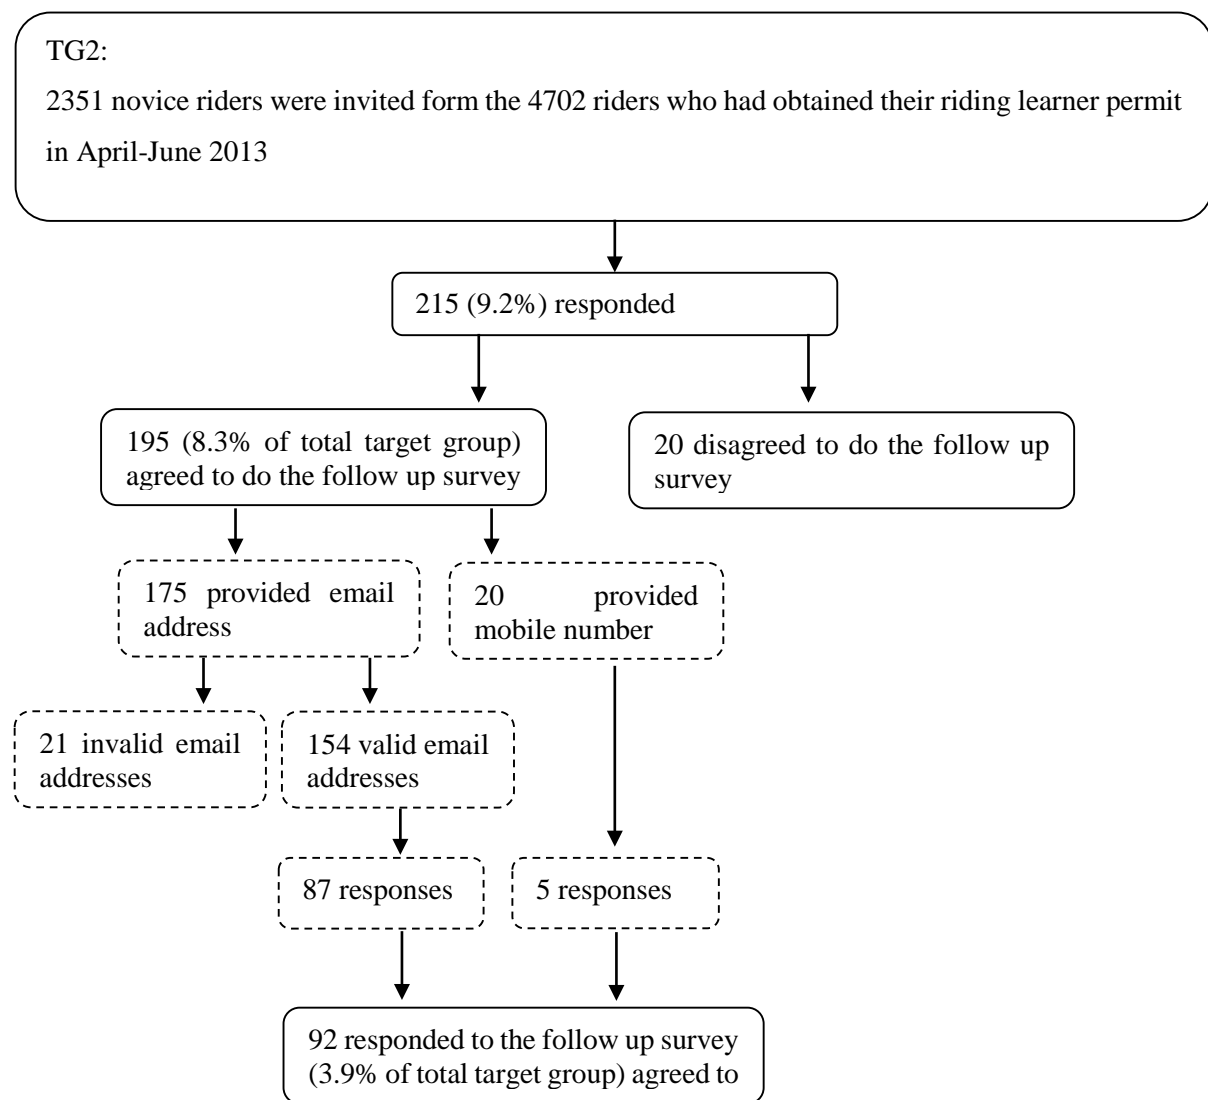 TG2:
2351 novice riders were invited form the 4702 riders who had obtained their riding learner permit
in April-June 2013
215 (9.2%) responded
195 (8.3% of total target group)
agreed to do the follow up survey
20 disagreed to do the follow up
survey
175 provided email
address
20 provided
mobile number
21 invalid email
addresses
154 valid email
addresses
87 responses
5 responses
92 responded to the follow up survey
(3.9% of total target group) agreed to